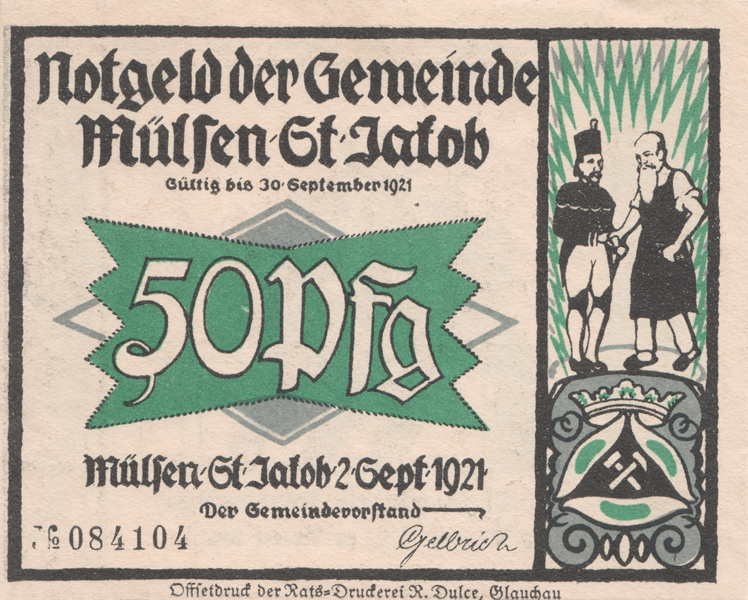 Notgeld der Gemeinde
Mülsen·St·Jakob
Gültig bis 30·September 1921
50 Pfg
Mülsen·St·Jakob·2·Sept·1921
Der Gemeindevorstand
№ 084104
Gelbrich
Offsetdruck der Rats=Druckerei R. Dulce, Glauchau